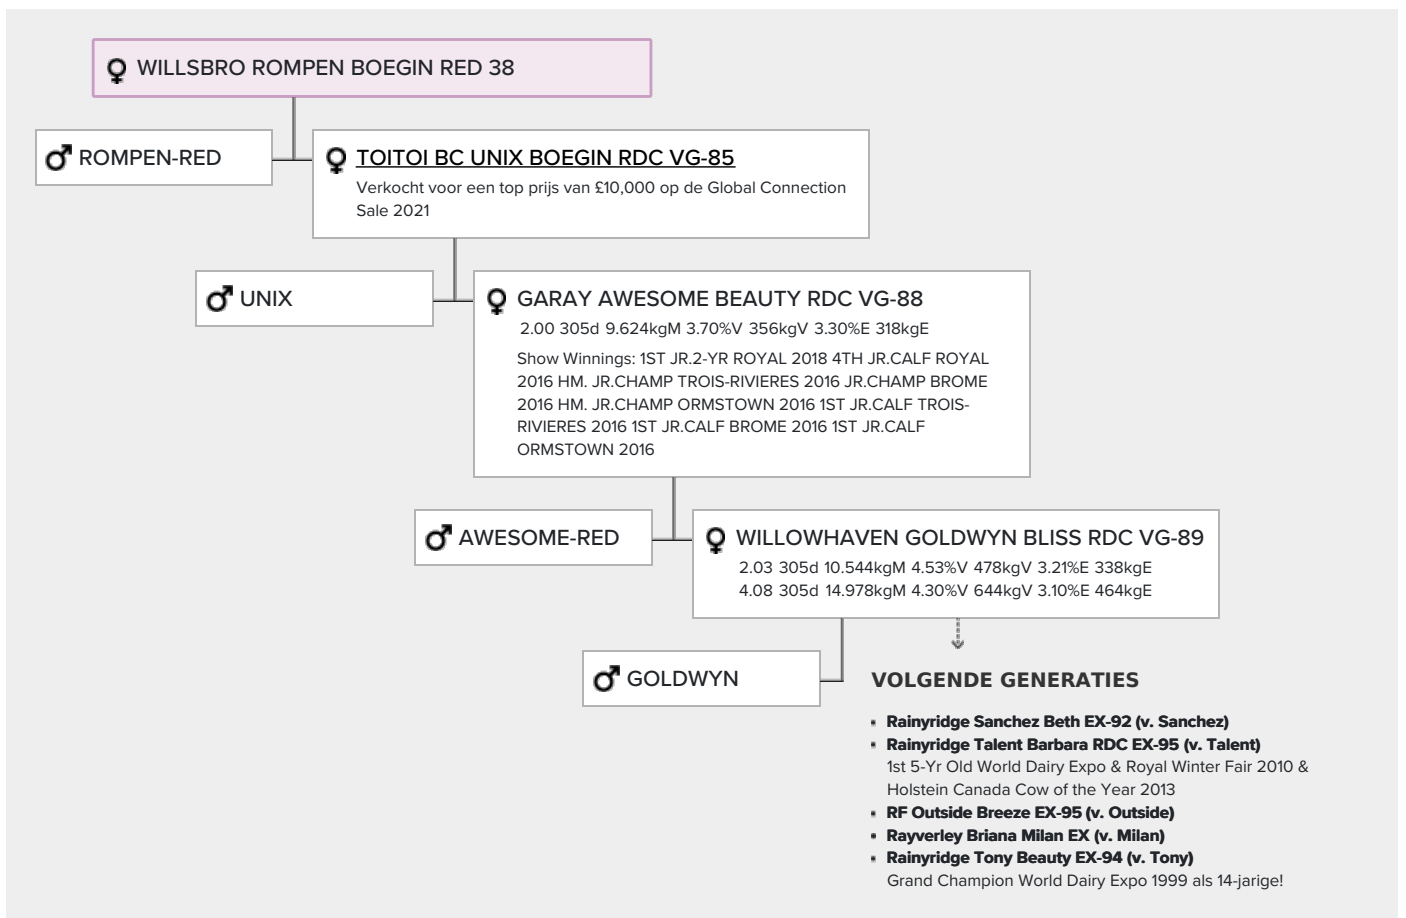 WILLSBRO ROMPEN BOEGIN RED 38
ROMPEN-RED
TOITOI BC UNIX BOEGIN RDC VG-85
Verkocht voor een top prijs van £10,000 op de Global Connection
Sale 2021
UNIX
GARAY AWESOME BEAUTY RDC VG-88
2.00 305d 9.624kgM 3.70%V 356kgV 3.30%E 318kgE
Show Winnings: 1ST JR.2-YR ROYAL 2018 4TH JR.CALF ROYAL
2016 HM. JR.CHAMP TROIS-RIVIERES 2016 JR.CHAMP BROME
2016 HM. JR.CHAMP ORMSTOWN 2016 1ST JR.CALF TROIS-
RIVIERES 2016 1ST JR.CALF BROME 2016 1ST JR.CALF
ORMSTOWN 2016
AWESOME-RED
WILLOWHAVEN GOLDWYN BLISS RDC VG-89
2.03 305d 10.544kgM 4.53%V 478kgV 3.21%E 338kgE
4.08 305d 14.978kgM 4.30%V 644kgV 3.10%E 464kgE
GOLDWYN
VOLGENDE GENERATIES
Rainyridge Sanchez Beth EX-92 (v. Sanchez)
Rainyridge Talent Barbara RDC EX-95 (v. Talent)
1st 5-Yr Old World Dairy Expo & Royal Winter Fair 2010 &
Holstein Canada Cow of the Year 2013
RF Outside Breeze EX-95 (v. Outside)
Rayverley Briana Milan EX (v. Milan)
Rainyridge Tony Beauty EX-94 (v. Tony)
Grand Champion World Dairy Expo 1999 als 14-jarige!